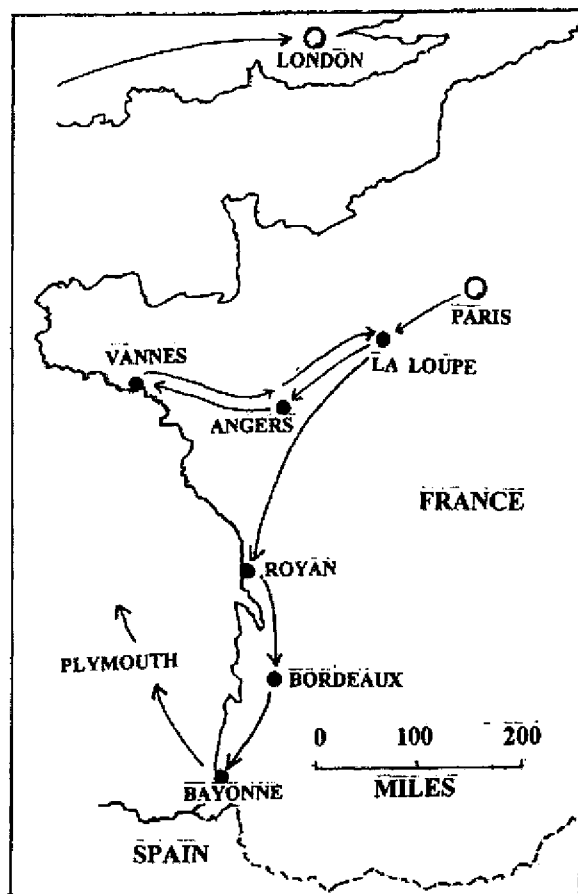 LONDON
PARIS
LA LOUPE
VANNES
ANGERS
FRANCE
ROYAN
PLYMOUTH
BORDEAUX
0 100 200
MILES
BAYONNE
SPAIN